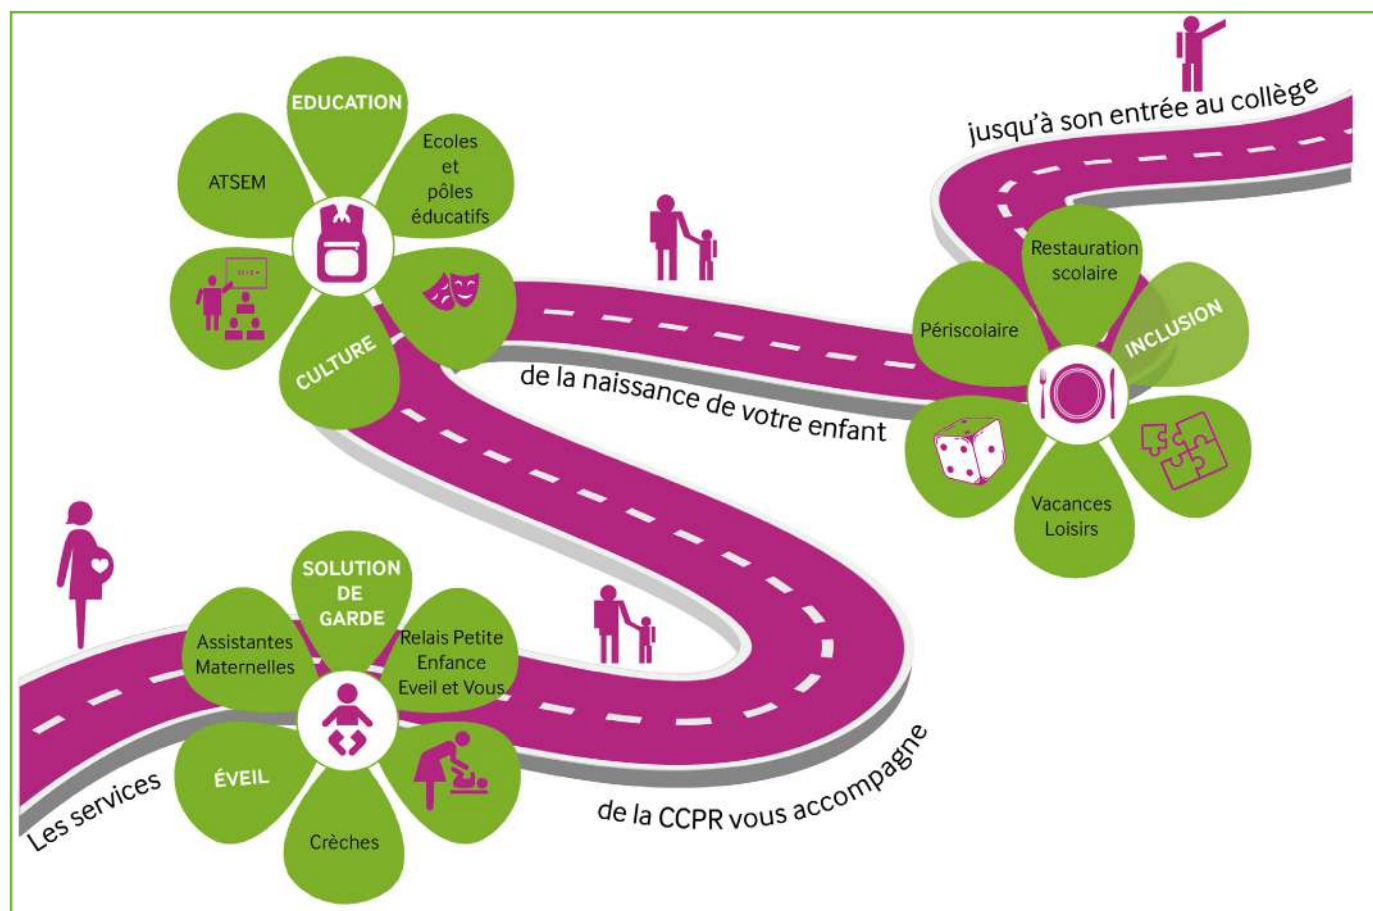 EDUCATION
ATSEM
Ecoles
et
pôles
éducatifs
CULTURE
jusqu'à son entrée au collège
Restauration
scolaire
Périscolaire
INCLUSION
Vacances
Loisirs
de la naissance de votre enfant
SOLUTION
DE
GARDE
Assistantes
Maternelles
Relais Petite
Enfance
Eveil et Vous
ÉVEIL
Crèches
Les services
de la CCPR vous accompagne